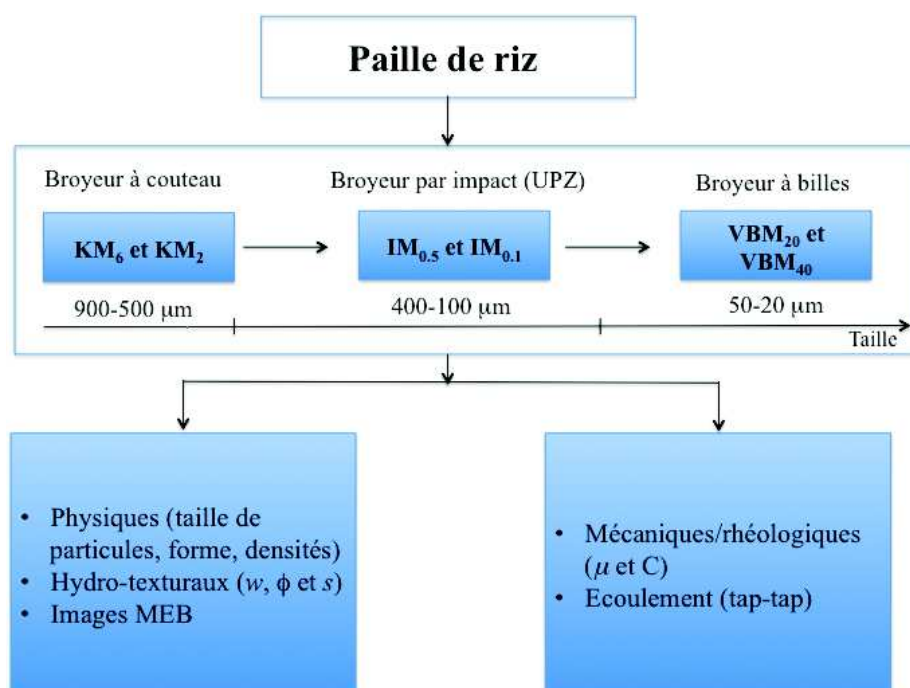 Paille de riz
Broyeur à couteau
Broyeur par impact (UPZ)
Broyeur à billes
KM₆ et KM₂
IM₀.₅ et IM₀.₁
VBM₂₀ et
VBM₄₀
900-500 µm
400-100 µm
50-20 µm
Taille
• Physiques (taille de
particules, forme, densités)
• Hydro-texturaux (w, ϕ et s)
• Images MEB
• Mécaniques/rhéologiques
(µ et C)
• Ecoulement (tap-tap)